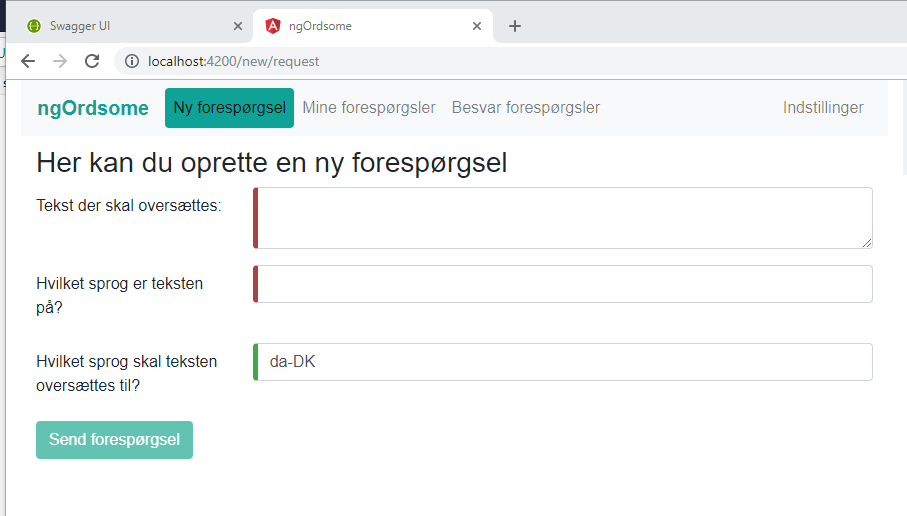 Swagger UI
ngOrdsome
localhost:4200/new/request
ngOrdsome Ny forespørgsel Mine forespørgsler Besvar forespørgsler Indstillinger
Her kan du oprette en ny forespørgsel
Tekst der skal oversættes:
Hvilket sprog er teksten
på?
Hvilket sprog skal teksten
oversættes til?
da-DK
Send forespørgsel